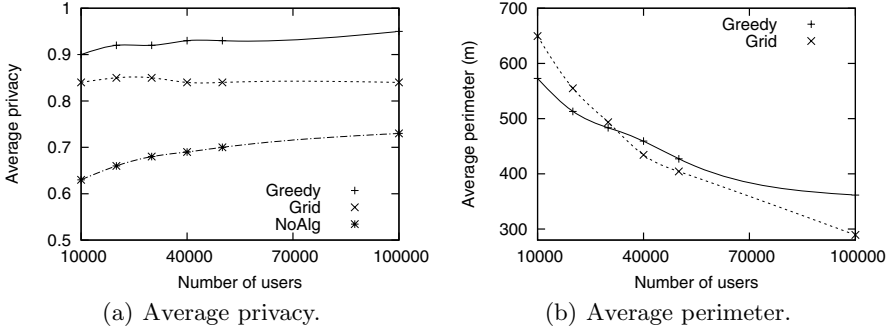 1
0.9
0.8
0.7
0.6
0.5
Average privacy
Greedy
Grid
NoAlg
10000 40000 70000 100000
Number of users
(a) Average privacy.
700
600
500
400
300
Average perimeter (m)
Greedy
Grid
10000 40000 70000 100000
Number of users
(b) Average perimeter.